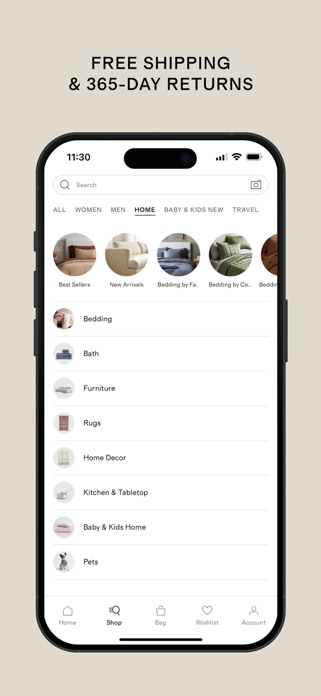 FREE SHIPPING
& 365-DAY RETURNS
11:30
Search
ALL WOMEN MEN HOME BABY & KIDS NEW TRAVEL
Best Sellers New Arrivals Bedding by Fa.. Bedding by Co... Beddin
Bedding
Bath
Furniture
Rugs
Home Decor
Kitchen & Tabletop
Baby & Kids Home
Pets
Home Shop Bag Wishlist Account